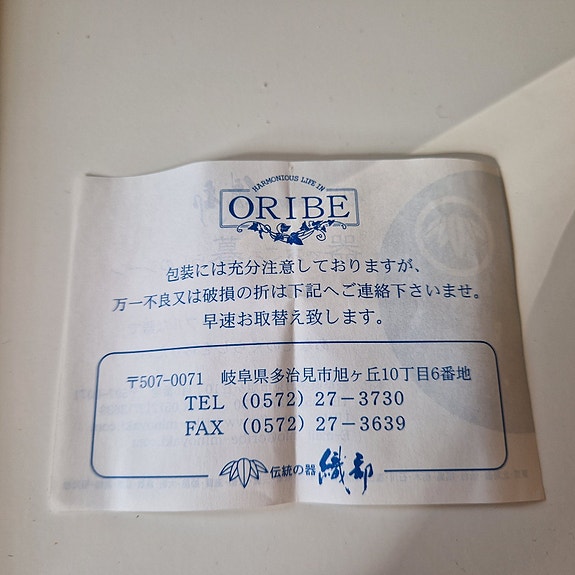 HARMONIOUS LIFE IN
ORIBE
包装には充分注意しておりますが、
万一不良又は破損の折は下記へご連絡下さいませ。
早速お取替え致します。
〒507-0071 岐阜県多治見市旭ヶ丘10丁目6番地
TEL (0572) 27-3730
FAX (0572) 27-3639
伝統の器 織部